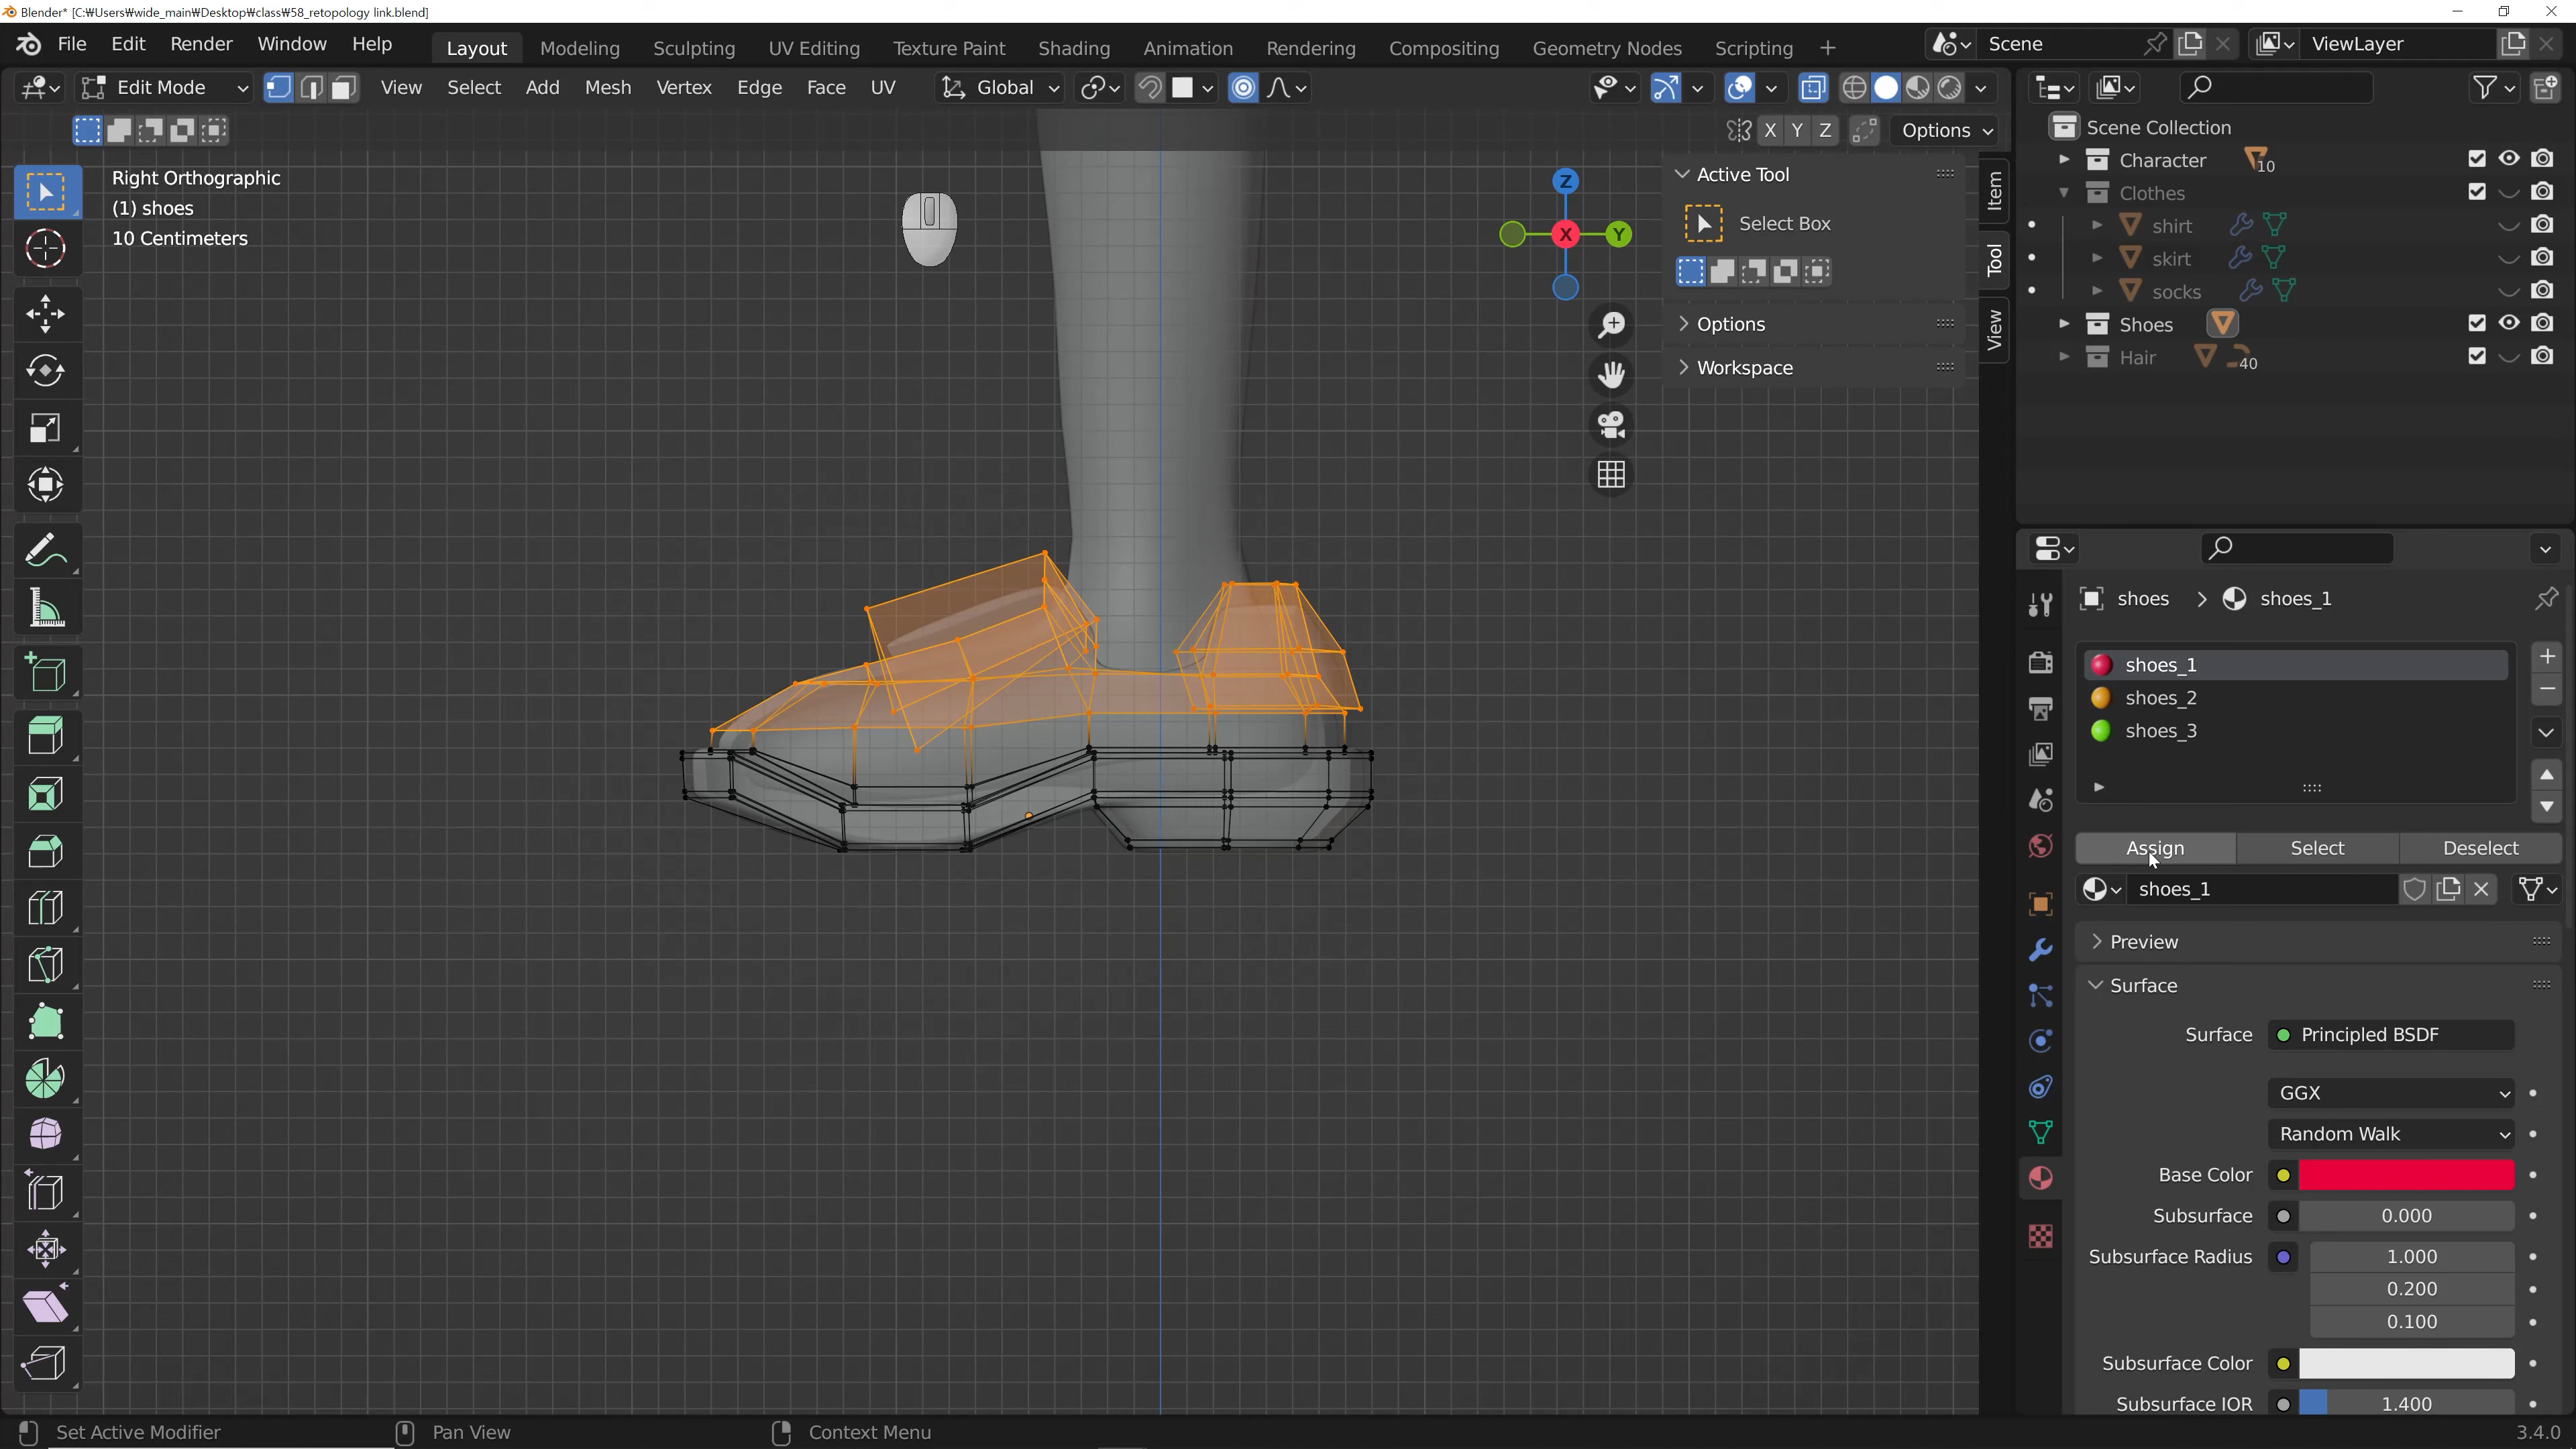 Blender* [C:₩Users₩wide_main₩Desktop₩class₩58_retopology link.blend]
File Edit Render Window Help Layout Modeling Sculpting UV Editing Texture Paint Shading Animation Rendering Compositing Geometry Nodes Scripting + Scene ViewLayer
Edit Mode View Select Add Mesh Vertex Edge Face UV Global
X Y Z Options
Right Orthographic
(1) shoes
10 Centimeters
Z
X
Y
Active Tool
Select Box
Options
Workspace
Item
Tool
View
Scene Collection
Character 10
Clothes
shirt
skirt
socks
Shoes
Hair 40
shoes > shoes_1
shoes_1
shoes_2
shoes_3
Assign Select Deselect
shoes_1
Preview
Surface
Surface Principled BSDF
GGX
Random Walk
Base Color
Subsurface 0.000
Subsurface Radius 1.000
0.200
0.100
Subsurface Color
Subsurface IOR 1.400
Set Active Modifier Pan View Context Menu 3.4.0